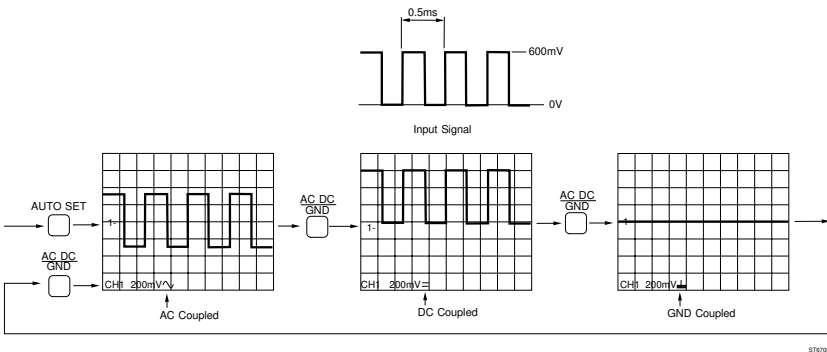 0.5ms
600mV
0V
Input Signal
AUTO SET
AC DC
GND
1-
CH1 200mV
AC Coupled
AC DC
GND
1-
CH1 200mV
DC Coupled
AC DC
GND
1-
CH1 200mV
GND Coupled